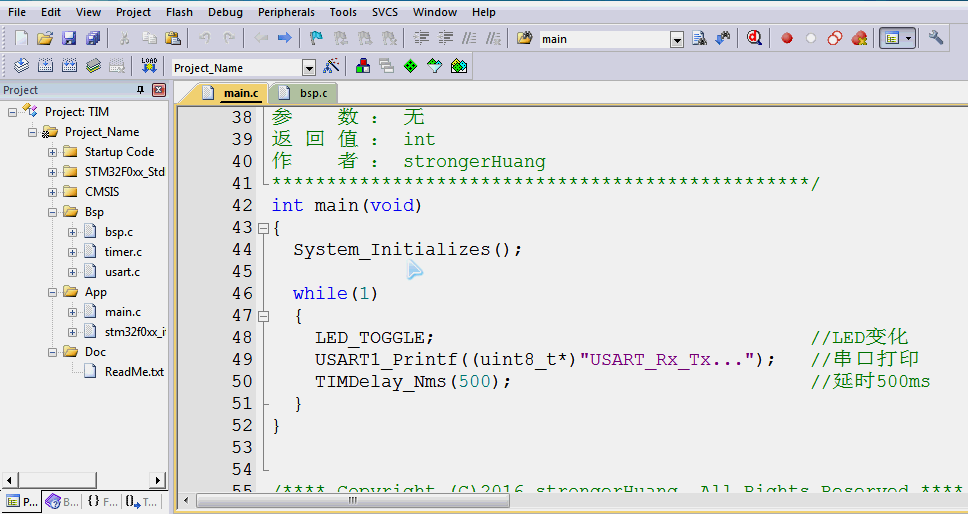 File Edit View Project Flash Debug Peripherals Tools SVCS Window Help
main
LOAD Project_Name
Project
main.c bsp.c
Project: TIM
Project_Name
Startup Code
STM32F0xx_Std
CMSIS
Bsp
bsp.c
timer.c
usart.c
App
main.c
stm32f0xx_it
Doc
ReadMe.txt
P... B... {} F... T...
38 参 数 : 无
39 返 回 值 : int
40 作 者 : strongerHuang
41 **************************************************/
42 int main(void)
43 {
44 System_Initializes();
45
46 while(1)
47 {
48 LED_TOGGLE; //LED变化
49 USART1_Printf((uint8_t*)"USART_Rx_Tx..."); //串口打印
50 TIMDelay_Nms(500); //延时500ms
51 }
52 }
53
54
55 /**** Copyright (C)2016 strongerHuang. All Rights Reserved ****